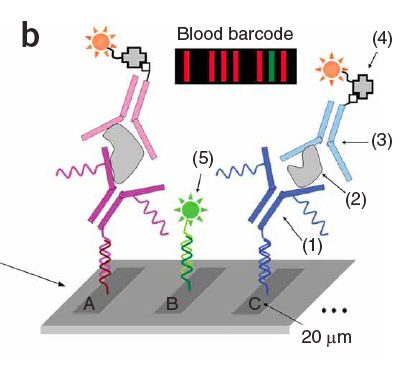 b
Blood barcode
(4)
(3)
(5)
(2)
(1)
A
B
C
•••
20 μm